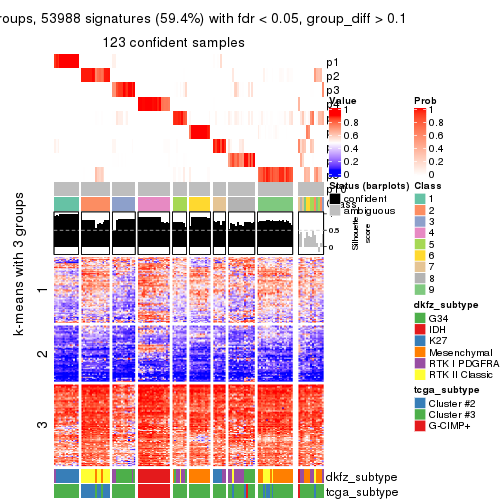 roups, 53988 signatures (59.4%) with fdr < 0.05, group_diff > 0.1
123 confident samples
p1
p2
p3
p4
Value
1
0.8
0.6
0.4
0.2
0
Prob
1
0.8
0.6
0.4
0.2
0
p10
Status (barplots)
confident
ambiguous
Class
1
2
3
4
5
6
7
8
9
0.5
0
Silhouette
score
k-means with 3 groups
1
2
3
dkfz_subtype
G34
IDH
K27
Mesenchymal
RTK I PDGFRA
RTK II Classic
tcga_subtype
Cluster #2
Cluster #3
G-CIMP+
dkfz_subtype
tcga_subtype